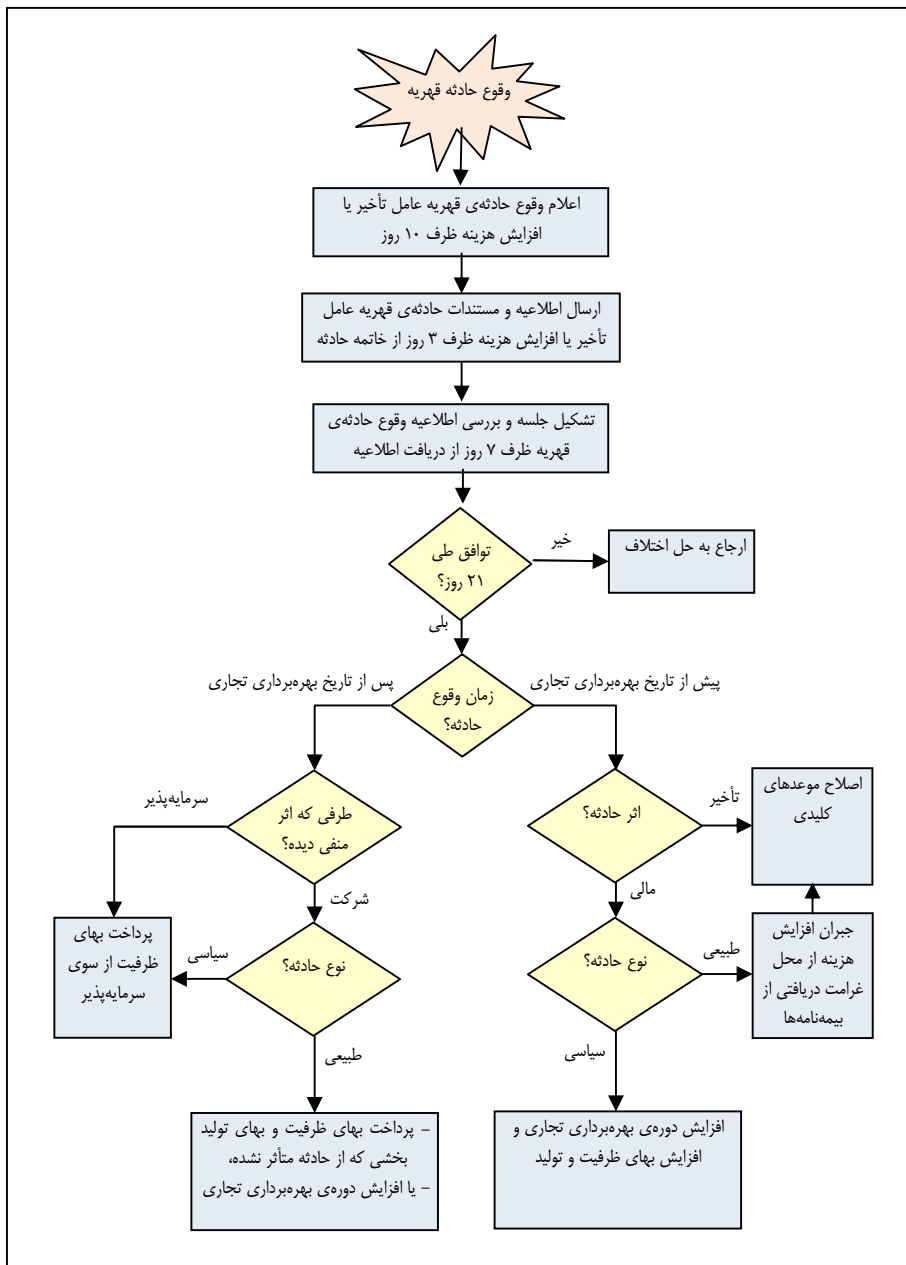 وقوع حادثه قهریه
اعلام وقوع حادثه‌ی قهریه عامل تأخیر یا
افزایش هزینه ظرف ۱۰ روز
ارسال اطلاعیه و مستندات حادثه‌ی قهریه عامل
تأخیر یا افزایش هزینه ظرف ۳ روز از خاتمه حادثه
تشکیل جلسه و بررسی اطلاعیه وقوع حادثه‌ی
قهریه ظرف ۷ روز از دریافت اطلاعیه
توافق طی
۲۱ روز؟
خیر
ارجاع به حل اختلاف
بلی
زمان وقوع
حادثه؟
پیش از تاریخ بهره‌برداری تجاری
پس از تاریخ بهره‌برداری تجاری
اثر حادثه؟
تأخیر
اصلاح موعدهای
کلیدی
مالی
نوع حادثه؟
طبیعی
جبران افزایش
هزینه از محل
غرامت دریافتی از
بیمه‌نامه‌ها
سیاسی
افزایش دوره‌ی بهره‌برداری تجاری و
افزایش بهای ظرفیت و تولید
طرفی که اثر
منفی دیده؟
سرمایه‌پذیر
شرکت
نوع حادثه؟
سیاسی
پرداخت بهای
ظرفیت از سوی
سرمایه‌پذیر
طبیعی
– پرداخت بهای ظرفیت و بهای تولید
بخشی که از حادثه متأثر نشده،
– یا افزایش دوره‌ی بهره‌برداری تجاری